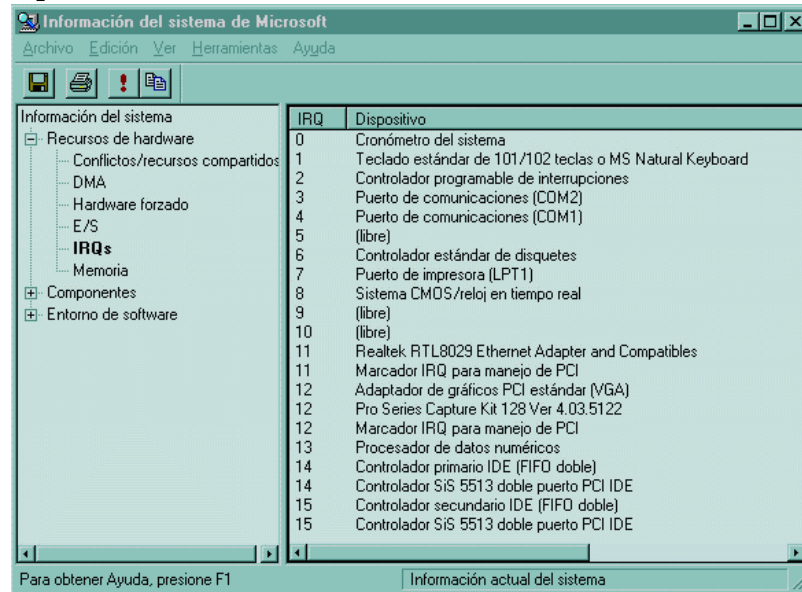 Información del sistema de Microsoft
Archivo Edición Ver Herramientas Ayuda
Información del sistema
Recursos de hardware
Conflictos/recursos compartidos
DMA
Hardware forzado
E/S
IRQs
Memoria
Componentes
Entorno de software
IRQ Dispositivo
0 Cronómetro del sistema
1 Teclado estándar de 101/102 teclas o MS Natural Keyboard
2 Controlador programable de interrupciones
3 Puerto de comunicaciones (COM2)
4 Puerto de comunicaciones (COM1)
5 (libre)
6 Controlador estándar de disquetes
7 Puerto de impresora (LPT1)
8 Sistema CMOS/reloj en tiempo real
9 (libre)
10 (libre)
11 Realtek RTL8029 Ethernet Adapter and Compatibles
11 Marcador IRQ para manejo de PCI
12 Adaptador de gráficos PCI estándar (VGA)
12 Pro Series Capture Kit 128 Ver 4.03.5122
12 Marcador IRQ para manejo de PCI
13 Procesador de datos numéricos
14 Controlador primario IDE (FIFO doble)
14 Controlador SiS 5513 doble puerto PCI IDE
15 Controlador secundario IDE (FIFO doble)
15 Controlador SiS 5513 doble puerto PCI IDE
Para obtener Ayuda, presione F1 Información actual del sistema